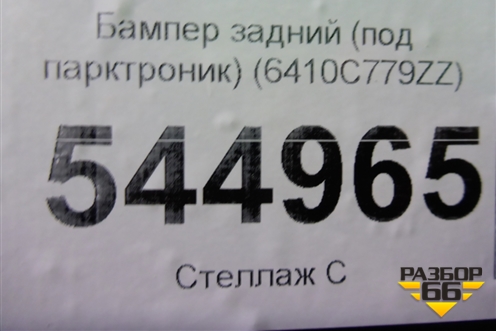 Бампер задний (под
парктроник) (6410C779ZZ)
544965
Стеллаж С
РАЗБОР
66